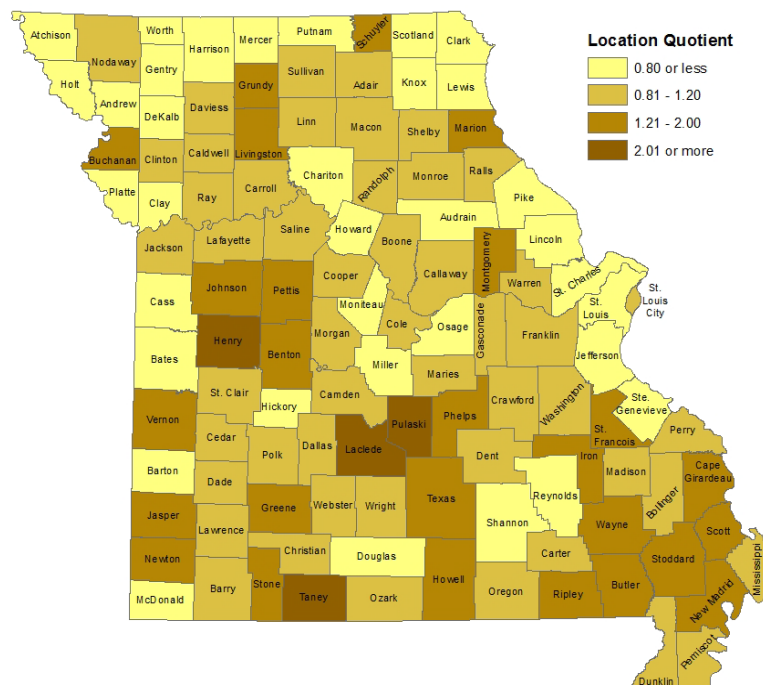 Atchison
Nodaway
Worth
Harrison
Mercer
Putnam
Schuyler
Scotland
Clark
Location Quotient
0.80 or less
0.81 - 1.20
1.21 - 2.00
2.01 or more
Holt
Gentry
Andrew
DeKalb
Daviess
Grundy
Sullivan
Adair
Knox
Lewis
Buchanan
Clinton
Caldwell
Livingston
Linn
Macon
Shelby
Marion
Platte
Clay
Ray
Carroll
Chariton
Randolph
Monroe
Ralls
Pike
Jackson
Lafayette
Saline
Howard
Boone
Audrain
Callaway
Montgomery
Lincoln
Warren
St. Charles
St.
Louis
St.
Louis
City
Cass
Johnson
Pettis
Cooper
Moniteau
Cole
Osage
Gasconade
Franklin
Jefferson
Bates
Henry
Benton
Morgan
Miller
Maries
Vernon
St. Clair
Hickory
Camden
Pulaski
Phelps
Crawford
Washington
St.
Francois
Ste.
Genevieve
Perry
Cedar
Polk
Dallas
Laclede
Dent
Iron
Madison
Bollinger
Cape
Girardeau
Barton
Dade
Greene
Webster
Wright
Texas
Shannon
Reynolds
Wayne
Scott
Jasper
Lawrence
Christian
Douglas
Carter
Stoddard
Mississippi
Newton
McDonald
Barry
Stone
Taney
Ozark
Howell
Oregon
Ripley
Butler
New Madrid
Pemiscot
Dunklin